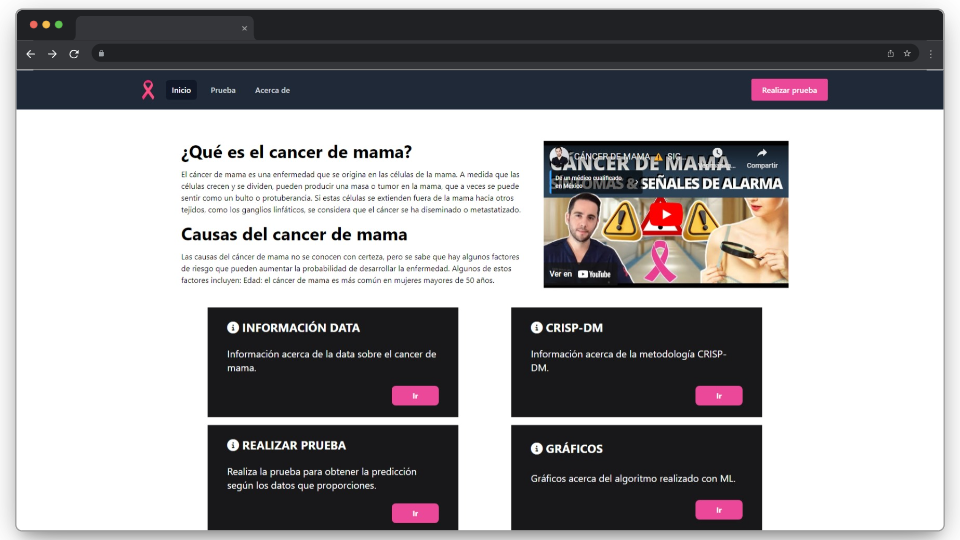 Inicio Prueba Acerca de Realizar prueba
¿Qué es el cancer de mama?
El cáncer de mama es una enfermedad que se origina en las células de la mama. A medida que las
células crecen y se dividen, pueden producir una masa o tumor en la mama, que a veces se puede
sentir como un bulto o protuberancia. Si estas células se extienden fuera de la mama hacia otros
tejidos, como los ganglios linfáticos, se considera que el cáncer se ha diseminado o metastatizado.
Causas del cancer de mama
Las causas del cáncer de mama no se conocen con certeza, pero se sabe que hay algunos factores
de riesgo que pueden aumentar la probabilidad de desarrollar la enfermedad. Algunos de estos
factores incluyen: Edad: el cáncer de mama es más común en mujeres mayores de 50 años.
CÁNCER DE MAMA ⚠ SIG...
Compartir
CÁNCER DE MAMA
De un médico cualificado
en México
& SEÑALES DE ALARMA
Ver en YouTube
INFORMACIÓN DATA
Información acerca de la data sobre el cancer de
mama.
Ir
CRISP-DM
Información acerca de la metodología CRISP-
DM.
Ir
REALIZAR PRUEBA
Realiza la prueba para obtener la predicción
según los datos que proporciones.
Ir
GRÁFICOS
Gráficos acerca del algoritmo realizado con ML.
Ir